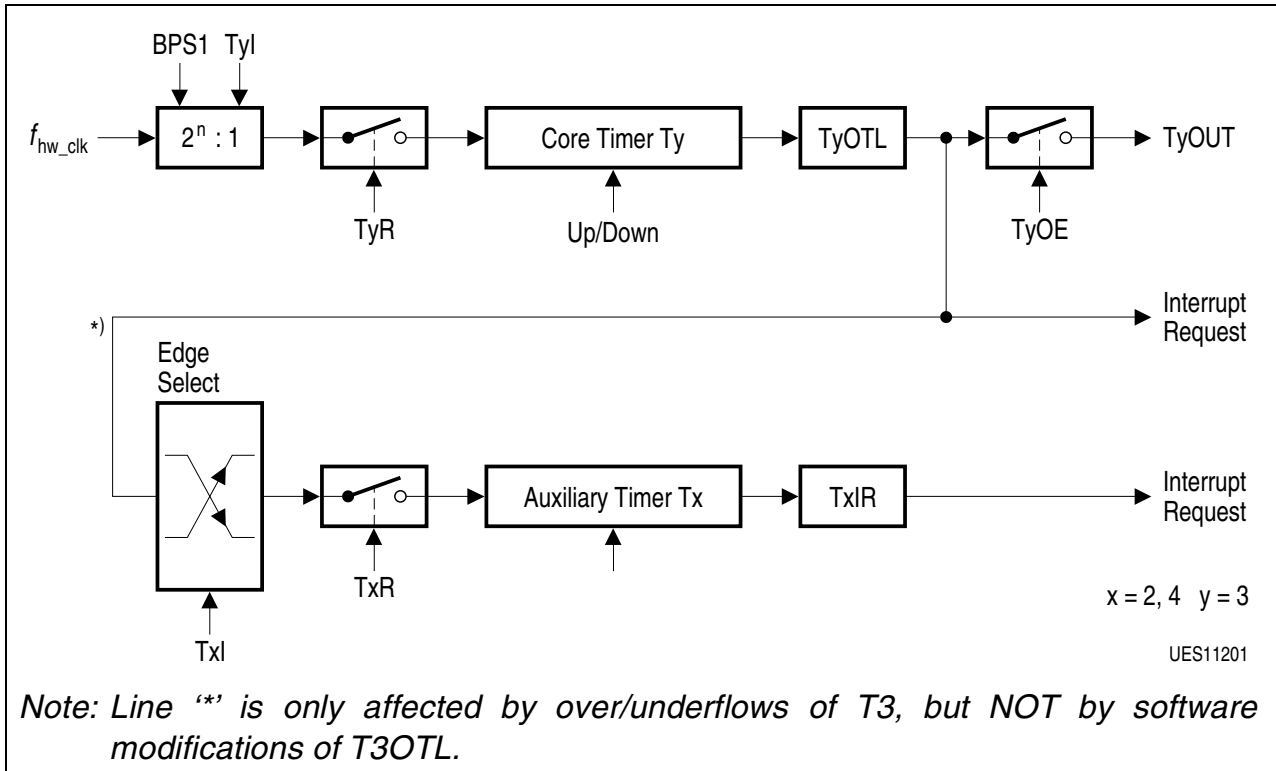 BPS1 TyI
f hw_clk
2ⁿ : 1
Core Timer Ty
TyOTL
TyOUT
TyR
Up/Down
TyOE
*)
Interrupt
Request
Edge
Select
Auxiliary Timer Tx
TxIR
Interrupt
Request
TxR
x = 2, 4 y = 3
TxI
UES11201
Note: Line ‘*’ is only affected by over/underflows of T3, but NOT by software
modifications of T3OTL.